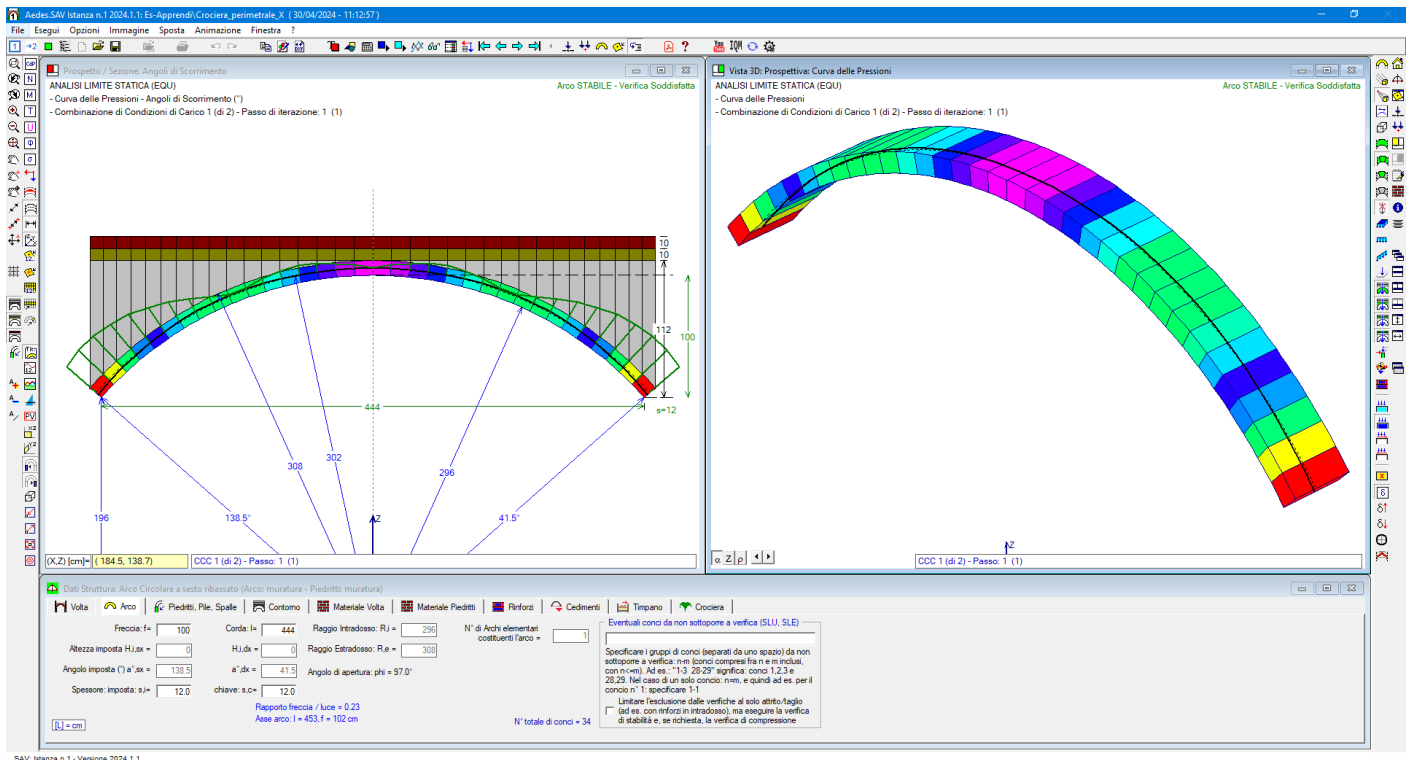 Aedes.SAV Istanza n.1 2024.1.1: Es-Apprendi\Crociera_perimetrale_X ( 30/04/2024 - 11:12:57 )
File Esegui Opzioni Immagine Sposta Animazione Finestra ?
Prospetto / Sezione: Angoli di Scorrimento
ANALISI LIMITE STATICA (EQU)
Arco STABILE - Verifica Soddisfatta
- Curva delle Pressioni - Angoli di Scorrimento (°)
- Combinazione di Condizioni di Carico 1 (di 2) - Passo di iterazione: 1 (1)
10
10
112
100
444
s=12
308
302
296
196
138.5°
Z
41.5°
(X,Z) [cm]= ( 184.5, 138.7)
CCC 1 (di 2) - Passo: 1 (1)
Vista 3D: Prospettiva: Curva delle Pressioni
ANALISI LIMITE STATICA (EQU)
Arco STABILE - Verifica Soddisfatta
- Curva delle Pressioni
- Combinazione di Condizioni di Carico 1 (di 2) - Passo di iterazione: 1 (1)
Z
α Z ρ
CCC 1 (di 2) - Passo: 1 (1)
Dati Struttura: Arco Circolare a sesto ribassato (Arco: muratura - Piedritti: muratura)
Volta Arco Piedritti, Pile, Spalle Contorno Materiale Volta Materiale Piedritti Rinforzi Cedimenti Timpano Crociera
Freccia: f= 100 Corda: l= 444 Raggio Intradosso: R,i = 296 N° di Archi elementari
costituenti l'arco = 1
Altezza imposta H,i,sx = 0 H,i,dx = 0 Raggio Estradosso: R,e = 308
Angolo imposta (°) a°,sx = 138.5 a°,dx = 41.5 Angolo di apertura: phi = 97.0°
Spessore: imposta: s,i= 12.0 chiave: s,c= 12.0
Rapporto freccia / luce = 0.23
Asse arco: l = 453, f = 102 cm
[L] = cm
N° totale di conci = 34
Eventuali conci da non sottoporre a verifica (SLU, SLE)
Specificare i gruppi di conci (separati da uno spazio) da non
sottoporre a verifica: n-m (conci compresi fra n e m inclusi,
con n<=m). Ad es.: "1-3 28-29" significa: conci 1,2,3 e
28,29. Nel caso di un solo concio: n=m, e quindi ad es. per il
concio n° 1: specificare 1-1
Limitare l'esclusione dalle verifiche al solo attrito/taglio
(ad es. con rinforzi in intradosso), ma eseguire la verifica
di stabilità e, se richiesta, la verifica di compressione
SAV: Istanza n.1 - Versione 2024.1.1